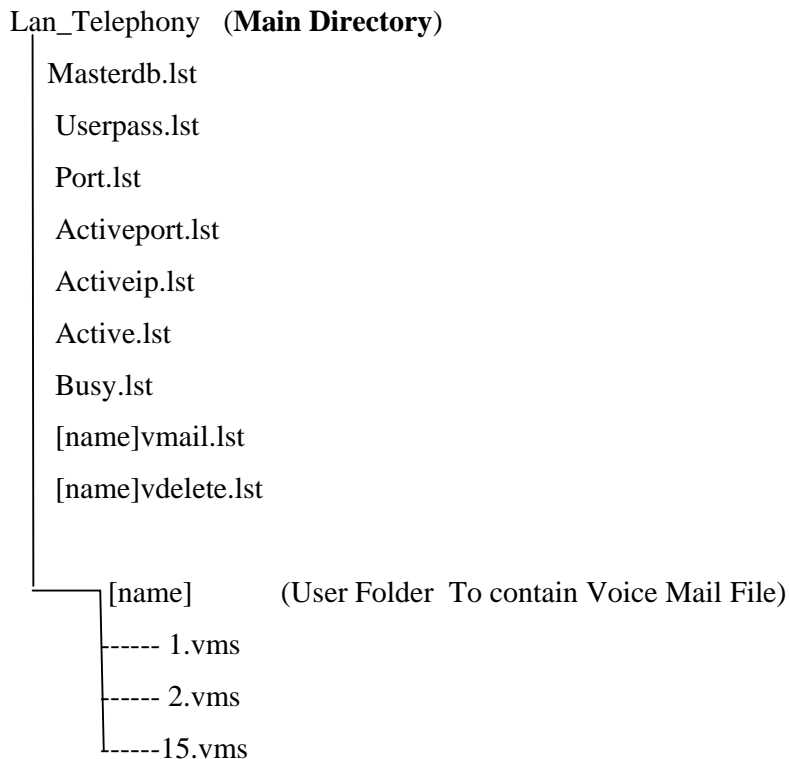 Lan_Telephony (Main Directory)
Masterdb.lst
Userpass.lst
Port.lst
Activeport.lst
Activeip.lst
Active.lst
Busy.lst
[name]vmail.lst
[name]vdelete.lst
[name] (User Folder To contain Voice Mail File)
------ 1.vms
------ 2.vms
------15.vms